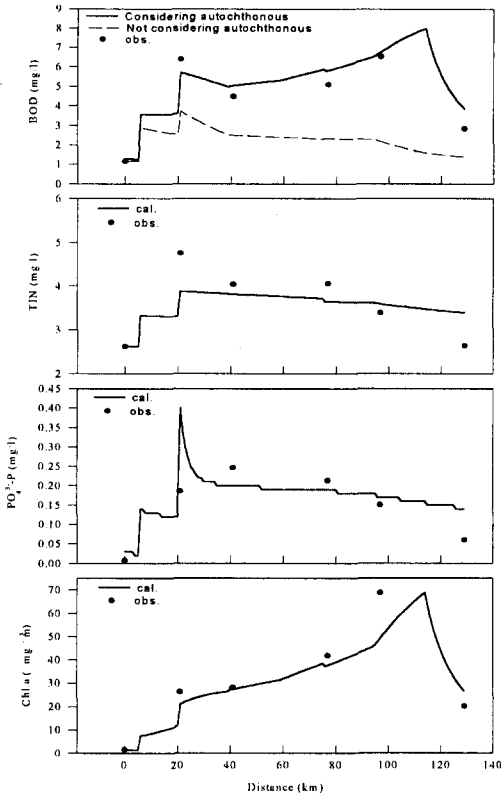 Considering autochthonous
Not considering autochthonous
obs.
BOD (mg/l)
9
8
7
6
5
4
3
2
1
0
cal.
obs.
TIN (mg/l)
6
5
4
3
2
cal.
obs.
PO₄³⁻-P (mg/l)
0.45
0.40
0.35
0.30
0.25
0.20
0.15
0.10
0.05
0.00
cal.
obs.
Chl a ( mg
70
60
50
40
30
20
10
0
0 20 40 60 80 100 120 140
Distance (km)